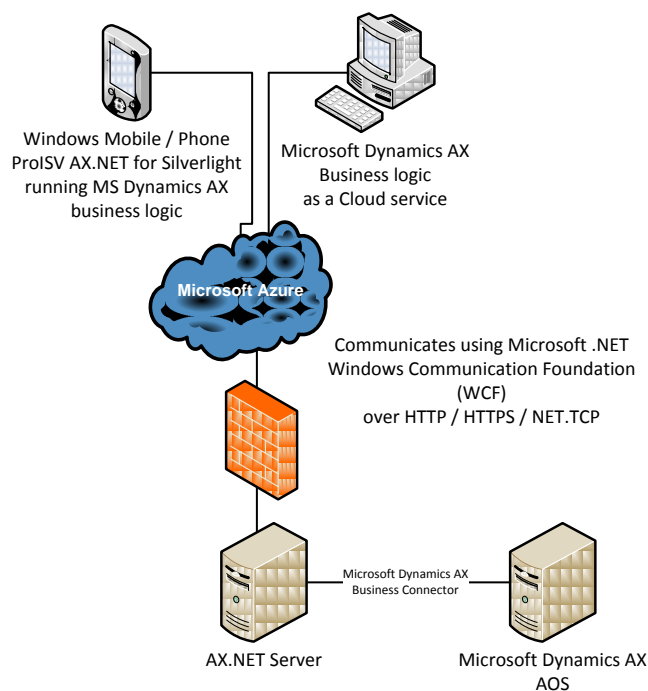 Windows Mobile / Phone
ProISV AX.NET for Silverlight
running MS Dynamics AX
business logic
Microsoft Dynamics AX
Business logic
as a Cloud service
Microsoft Azure
Communicates using Microsoft .NET
Windows Communication Foundation
(WCF)
over HTTP / HTTPS / NET.TCP
Microsoft Dynamics AX
Business Connector
AX.NET Server
Microsoft Dynamics AX
AOS